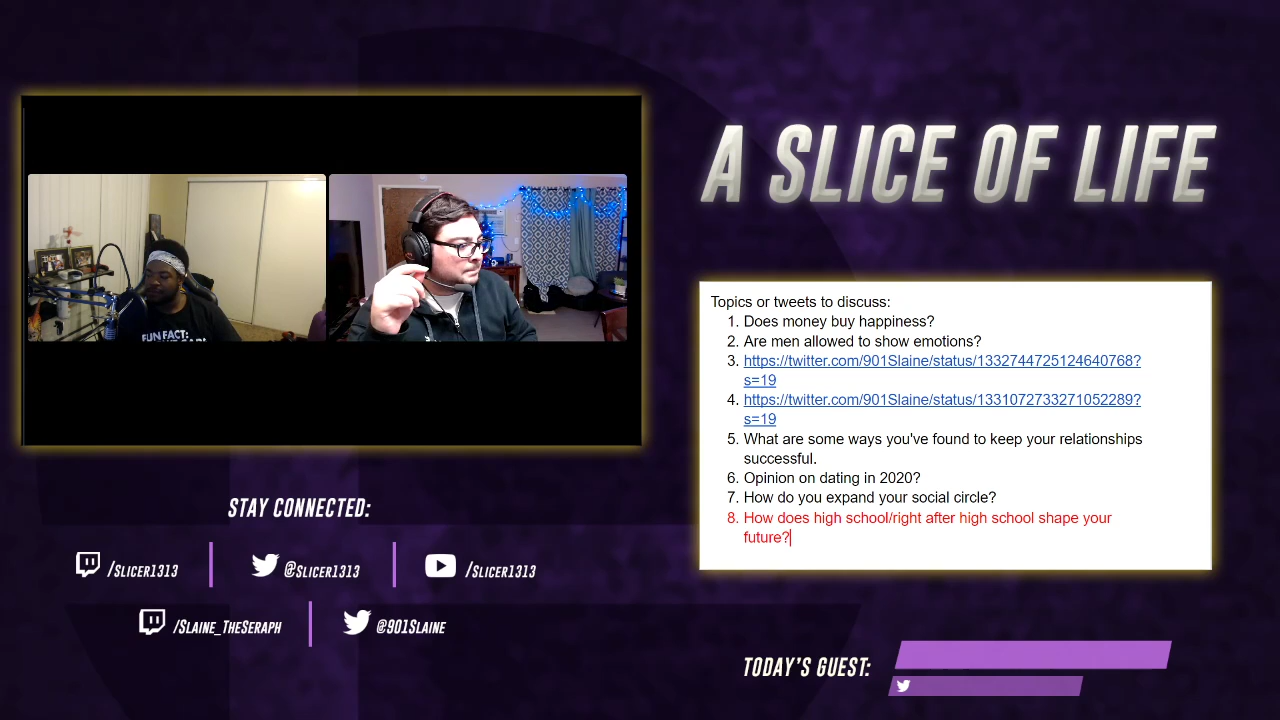 A SLICE OF LIFE
FUN FACT:
Topics or tweets to discuss:
1. Does money buy happiness?
2. Are men allowed to show emotions?
3. https://twitter.com/901Slaine/status/1332744725124640768?
s=19
4. https://twitter.com/901Slaine/status/1331072733271052289?
s=19
5. What are some ways you've found to keep your relationships
successful.
6. Opinion on dating in 2020?
7. How do you expand your social circle?
8. How does high school/right after high school shape your
future?
STAY CONNECTED:
/SLICER1313
@SLICER1313
/SLICER1313
/SLAINE_THESERAPH
@901SLAINE
TODAY'S GUEST: